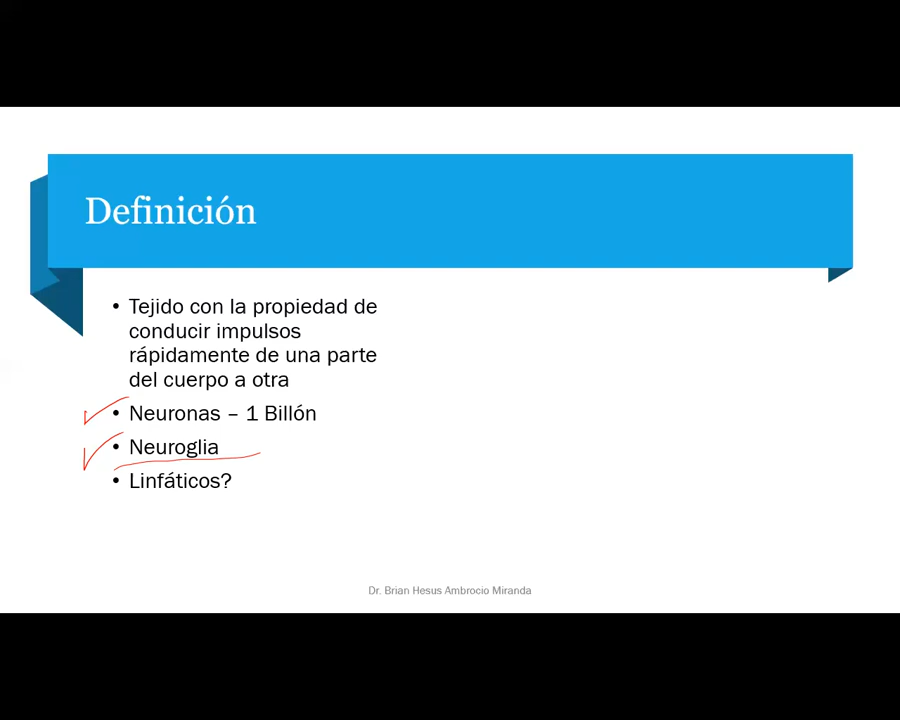 Definición
• Tejido con la propiedad de
conducir impulsos
rápidamente de una parte
del cuerpo a otra
• Neuronas – 1 Billón
• Neuroglia
• Linfáticos?
Dr. Brian Hesus Ambrocio Miranda